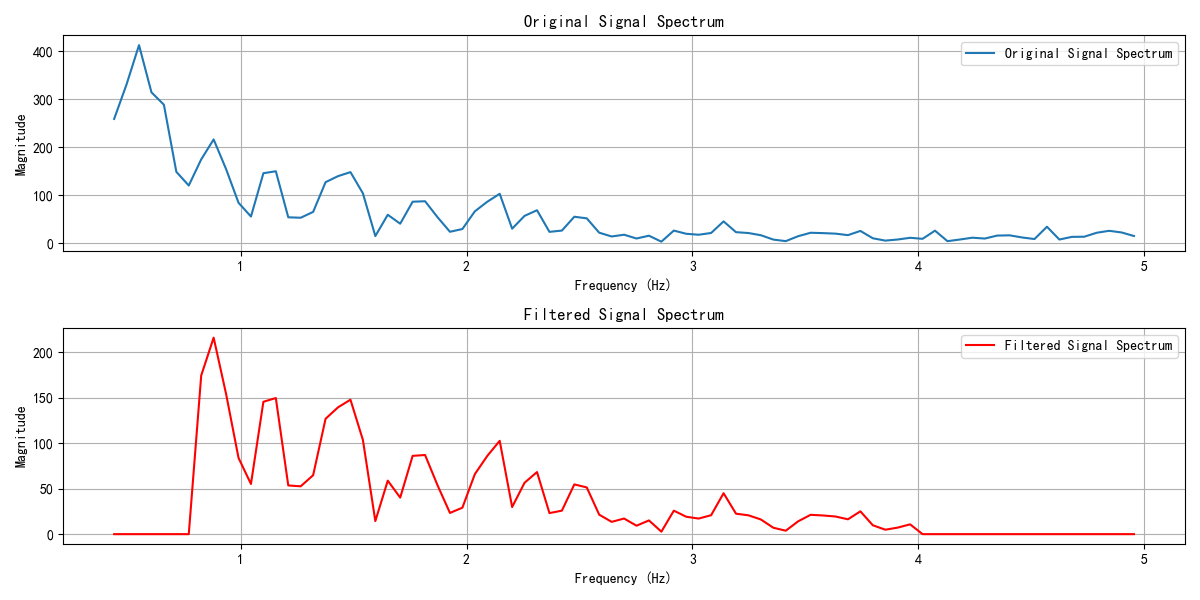 Original Signal Spectrum
Original Signal Spectrum
400
300
200
100
0
Magnitude
1 2 3 4 5
Frequency (Hz)
Filtered Signal Spectrum
Filtered Signal Spectrum
200
150
100
50
0
Magnitude
1 2 3 4 5
Frequency (Hz)